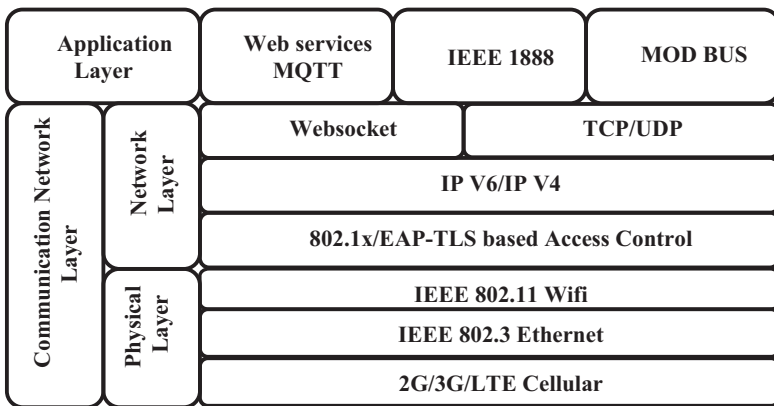 Application
Layer
Web services
MQTT
IEEE 1888
MOD BUS
Communication Network
Layer
Network
Layer
Websocket
TCP/UDP
IP V6/IP V4
802.1x/EAP-TLS based Access Control
Physical
Layer
IEEE 802.11 Wifi
IEEE 802.3 Ethernet
2G/3G/LTE Cellular